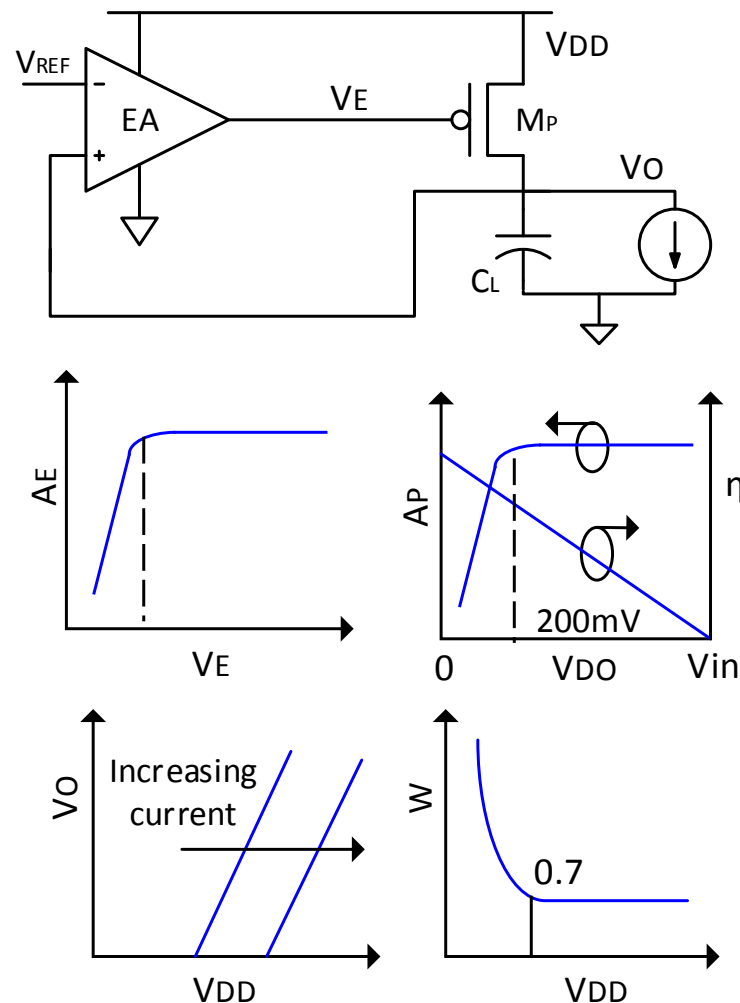 VDD
VREF
−
EA
+
VE
MP
VO
CL
AE
VE
AP
η
200mV
0
VDO
Vin
VO
Increasing
current
VDD
W
0.7
VDD